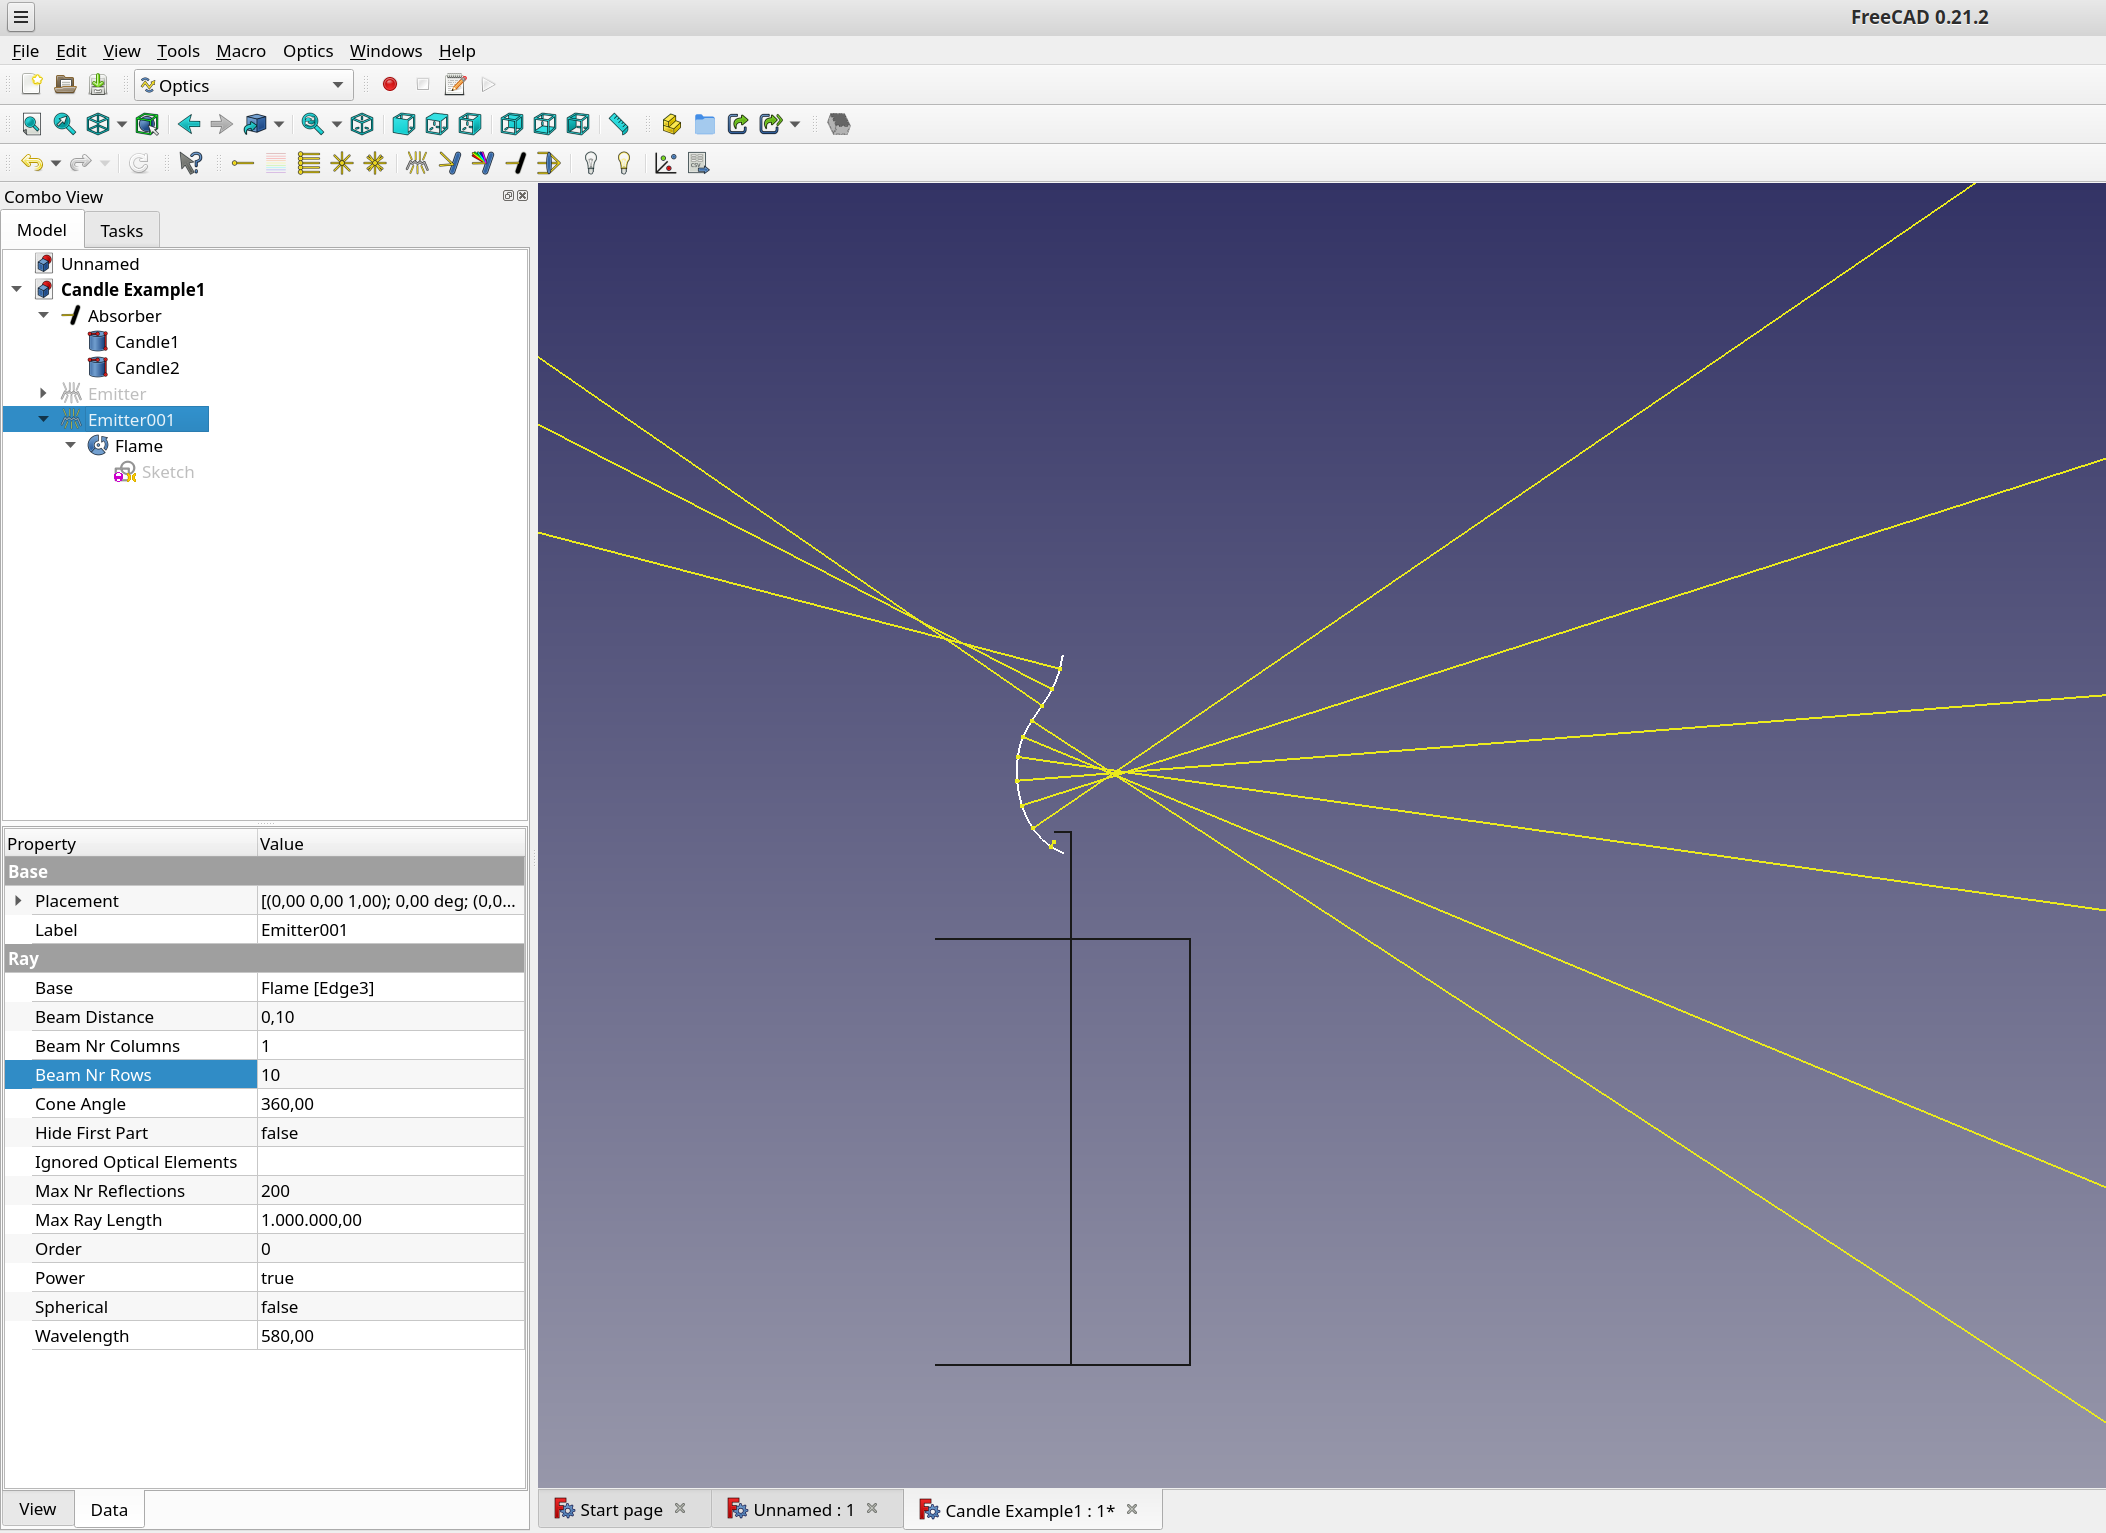 FreeCAD 0.21.2
File Edit View Tools Macro Optics Windows Help
Optics
Combo View
Model Tasks
Unnamed
Candle Example1
Absorber
Candle1
Candle2
Emitter
Emitter001
Flame
Sketch
Property Value
Base
Placement [(0,00 0,00 1,00); 0,00 deg; (0,0...
Label Emitter001
Ray
Base Flame [Edge3]
Beam Distance 0,10
Beam Nr Columns 1
Beam Nr Rows 10
Cone Angle 360,00
Hide First Part false
Ignored Optical Elements
Max Nr Reflections 200
Max Ray Length 1.000.000,00
Order 0
Power true
Spherical false
Wavelength 580,00
View Data
Start page Unnamed : 1 Candle Example1 : 1*